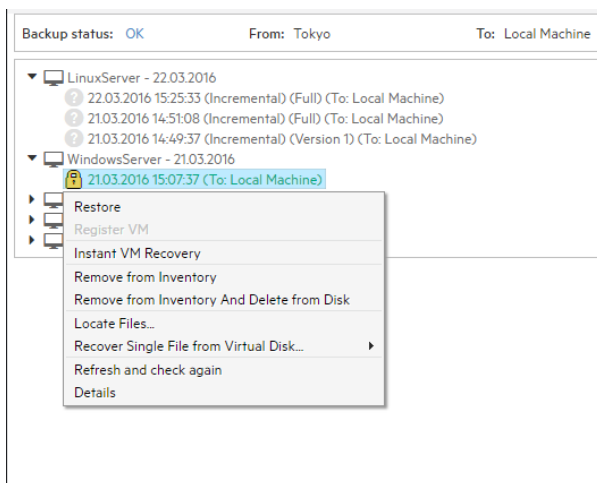 Backup status: OK From: Tokyo To: Local Machine
LinuxServer - 22.03.2016
22.03.2016 15:25:33 (Incremental) (Full) (To: Local Machine)
21.03.2016 14:51:08 (Incremental) (Full) (To: Local Machine)
21.03.2016 14:49:37 (Incremental) (Version 1) (To: Local Machine)
WindowsServer - 21.03.2016
21.03.2016 15:07:37 (To: Local Machine)
Restore
Register VM
Instant VM Recovery
Remove from Inventory
Remove from Inventory And Delete from Disk
Locate Files...
Recover Single File from Virtual Disk...
Refresh and check again
Details